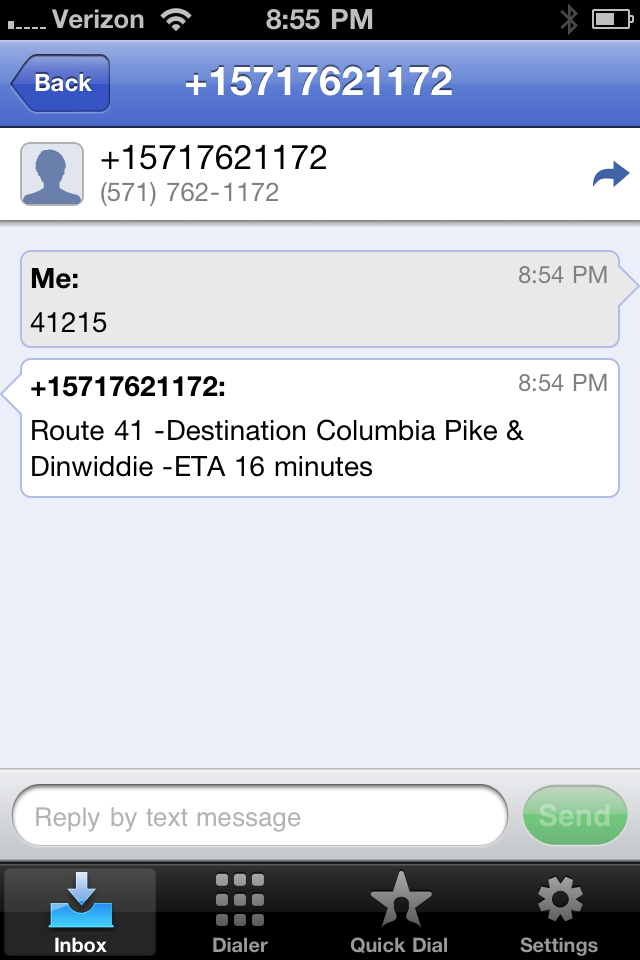 Verizon 8:55 PM
Back +15717621172
+15717621172
(571) 762-1172
Me: 8:54 PM
41215
+15717621172: 8:54 PM
Route 41 -Destination Columbia Pike &
Dinwiddie -ETA 16 minutes
Reply by text message Send
Inbox Dialer Quick Dial Settings